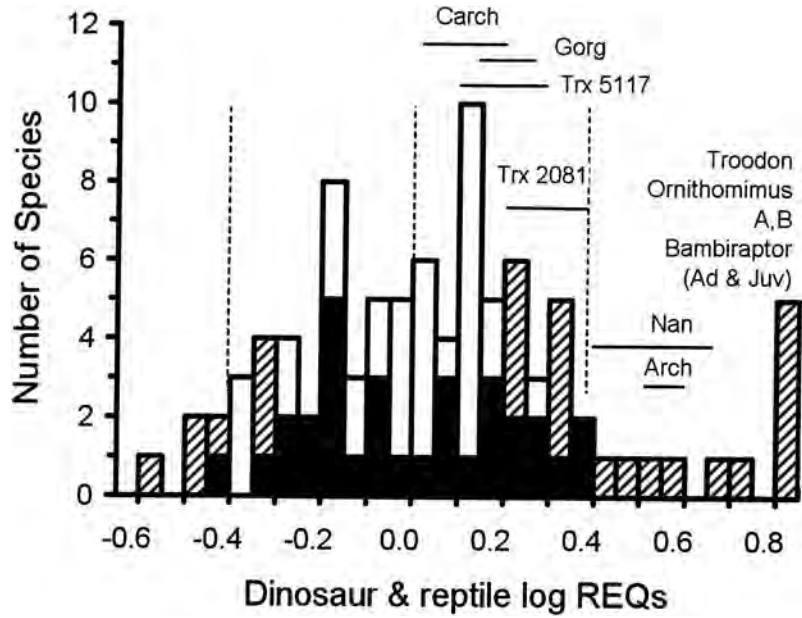 12
10
8
6
4
2
0
Number of Species
Carch
Gorg
Trx 5117
Trx 2081
Troodon
Ornithomimus
A,B
Bambiraptor
(Ad & Juv)
Nan
Arch
-0.6 -0.4 -0.2 0.0 0.2 0.4 0.6 0.8
Dinosaur & reptile log REQs